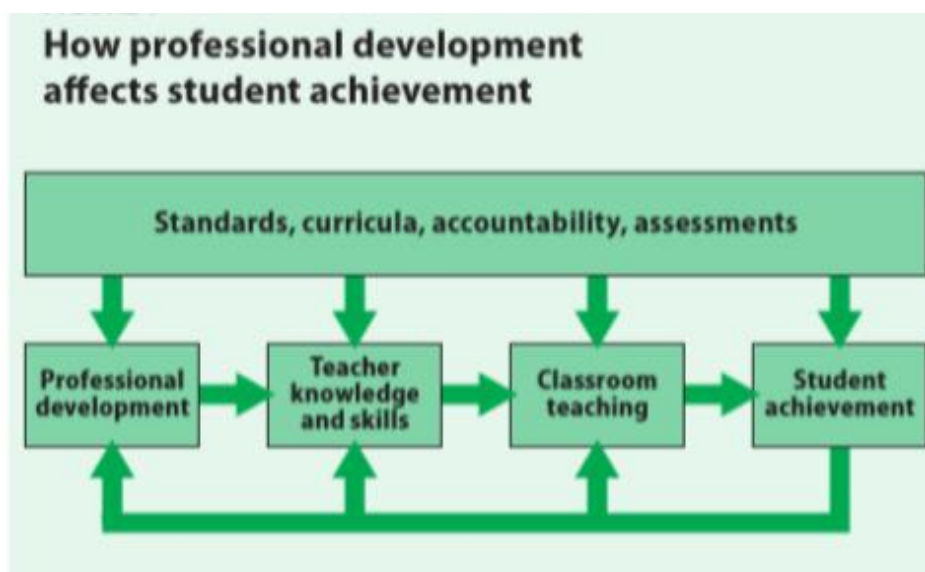 How professional development
affects student achievement
Standards, curricula, accountability, assessments
Professional
development
Teacher
knowledge
and skills
Classroom
teaching
Student
achievement